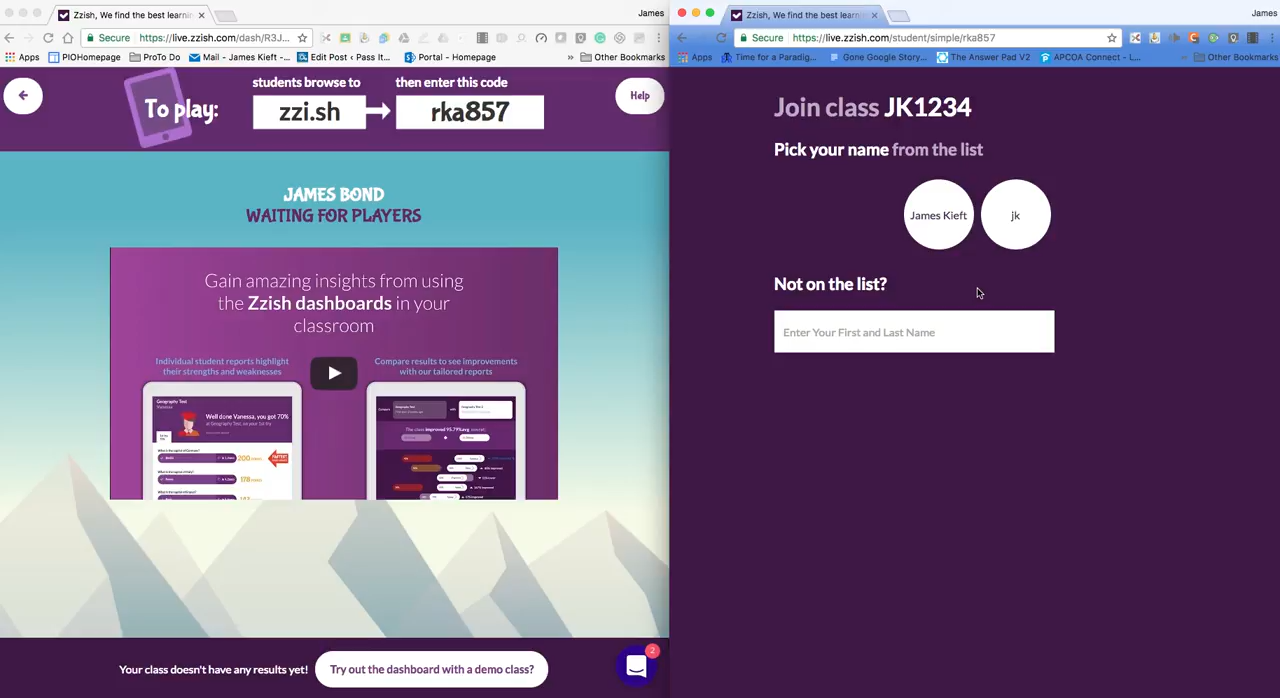 Zzish, We find the best learnin
James
Secure
https://live.zzish.com/dash/R3J...
Apps
PIOHomepage
ProTo Do
Mail - James Kieft -...
Edit Post ‹ Pass It...
Portal - Homepage
»
Other Bookmarks
To play:
students browse to
zzi.sh
then enter this code
rka857
Help
JAMES BOND
WAITING FOR PLAYERS
Gain amazing insights from using
the Zzish dashboards in your
classroom
Individual student reports highlight
their strengths and weaknesses
Compare results to see improvements
with our tailored reports
Well done Vanessa, you got 70%
200
178
Your class doesn't have any results yet!
Try out the dashboard with a demo class?
2
Zzish, We find the best learn
James
Secure
https://live.zzish.com/student/simple/rka857
Apps
Time for a Paradig...
Gone Google Story...
The Answer Pad V2
APCOA Connect - L...
»
Other Bookmarks
Join class JK1234
Pick your name from the list
James Kieft
jk
Not on the list?
Enter Your First and Last Name